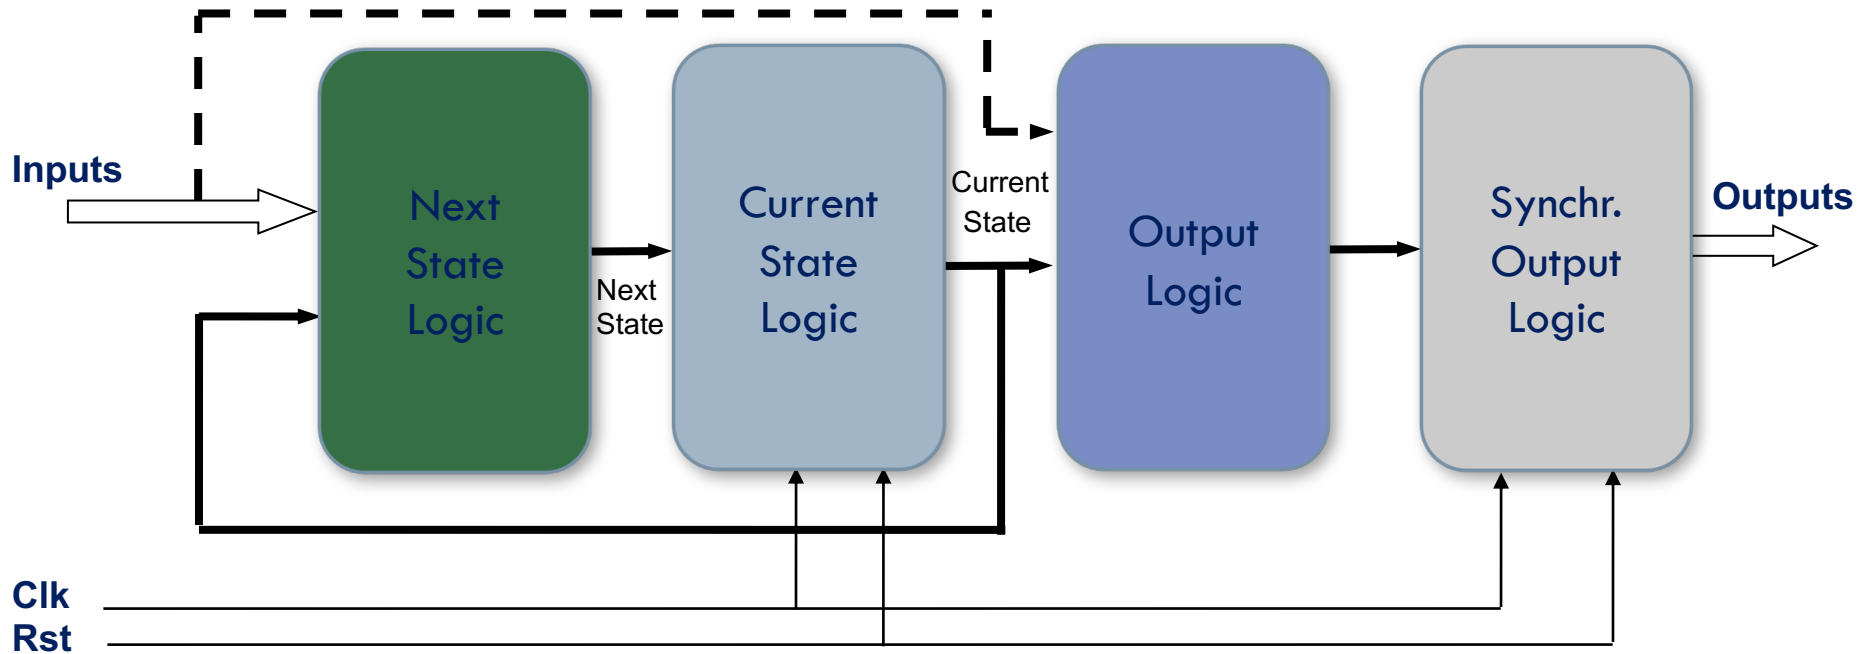 Inputs
Next
State
Logic
Next
State
Current
State
Logic
Current
State
Output
Logic
Synchr.
Output
Logic
Outputs
Clk
Rst